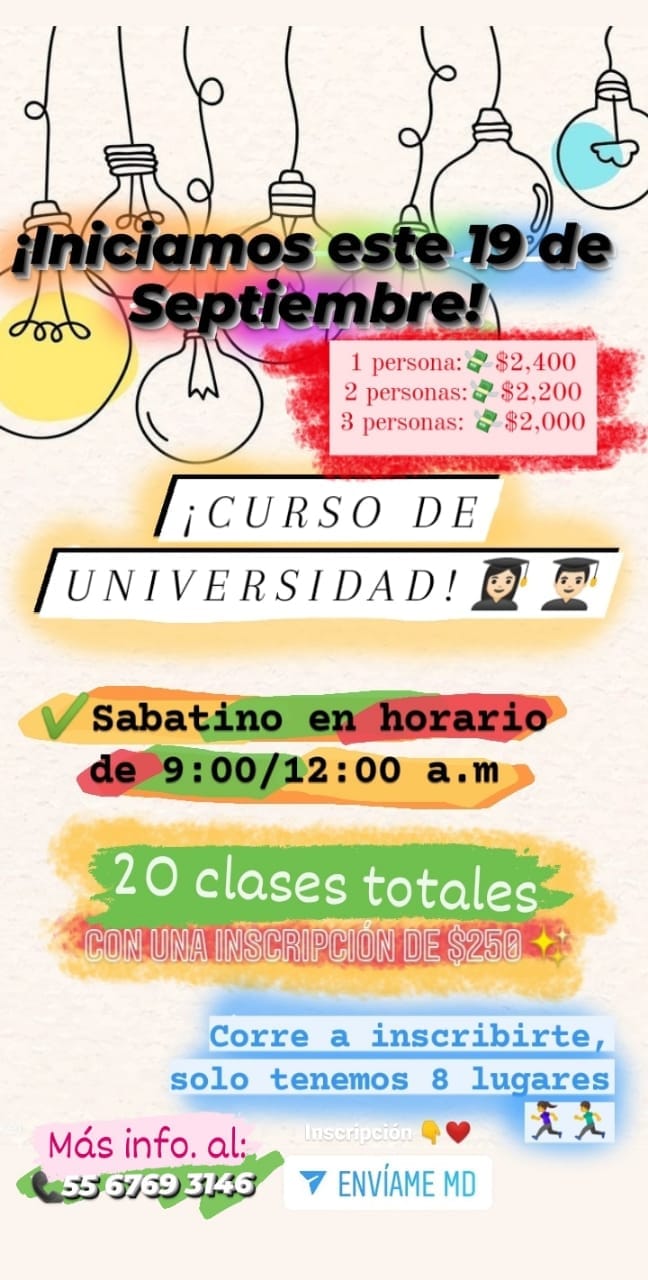 ¡Iniciamos este 19 de
Septiembre!
1 persona:💸$2,400
2 personas:💸$2,200
3 personas: 💸$2,000
¡CURSO DE
UNIVERSIDAD! 👩🏻‍🎓 👨🏻‍🎓
✔️Sabatino en horario
de 9:00/12:00 a.m
20 clases totales
CON UNA INSCRIPCIÓN DE $250 ✨
Corre a inscribirte,
solo tenemos 8 lugares
🏃‍♀️🏃‍♂️
Inscripción 👇❤️
Más info. al:
📞55 6769 3146
ENVÍAME MD